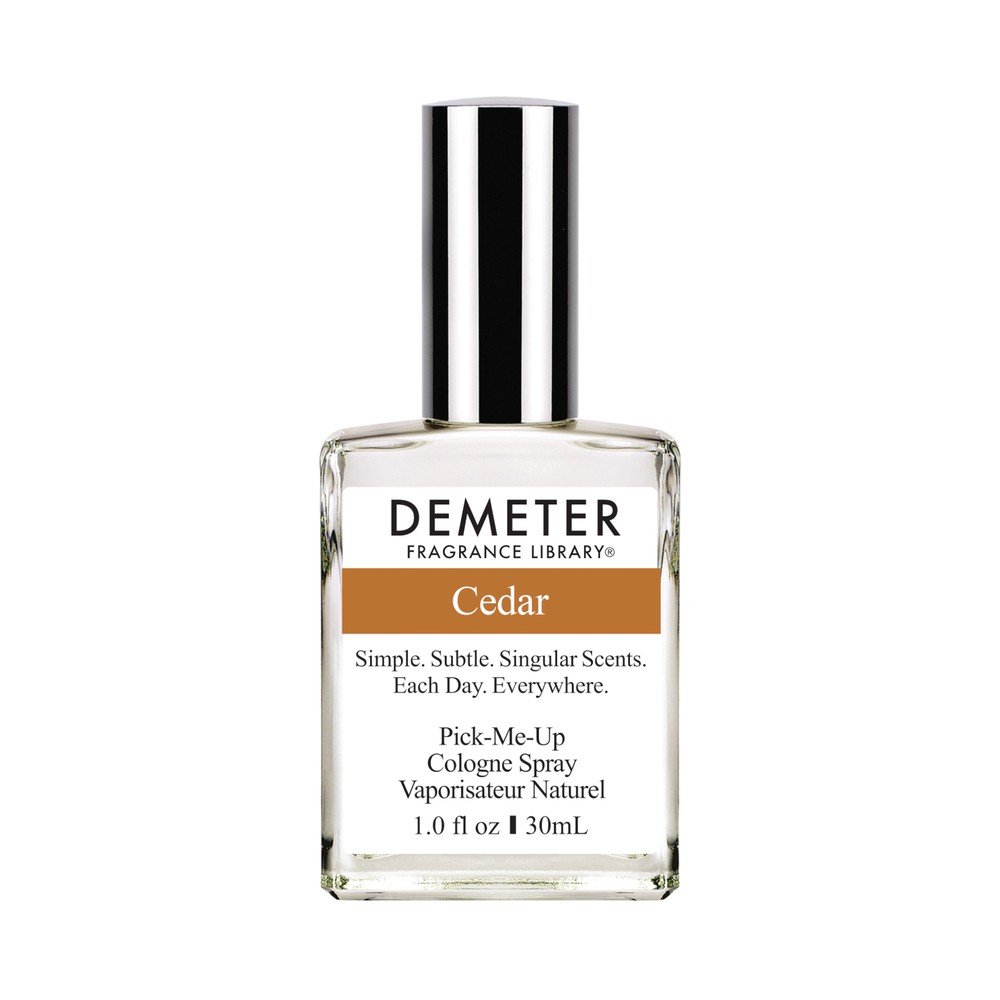 DEMETER
FRAGRANCE LIBRARY®
Cedar
Simple. Subtle. Singular Scents.
Each Day. Everywhere.
Pick-Me-Up
Cologne Spray
Vaporisateur Naturel
1.0 fl oz ❚ 30mL